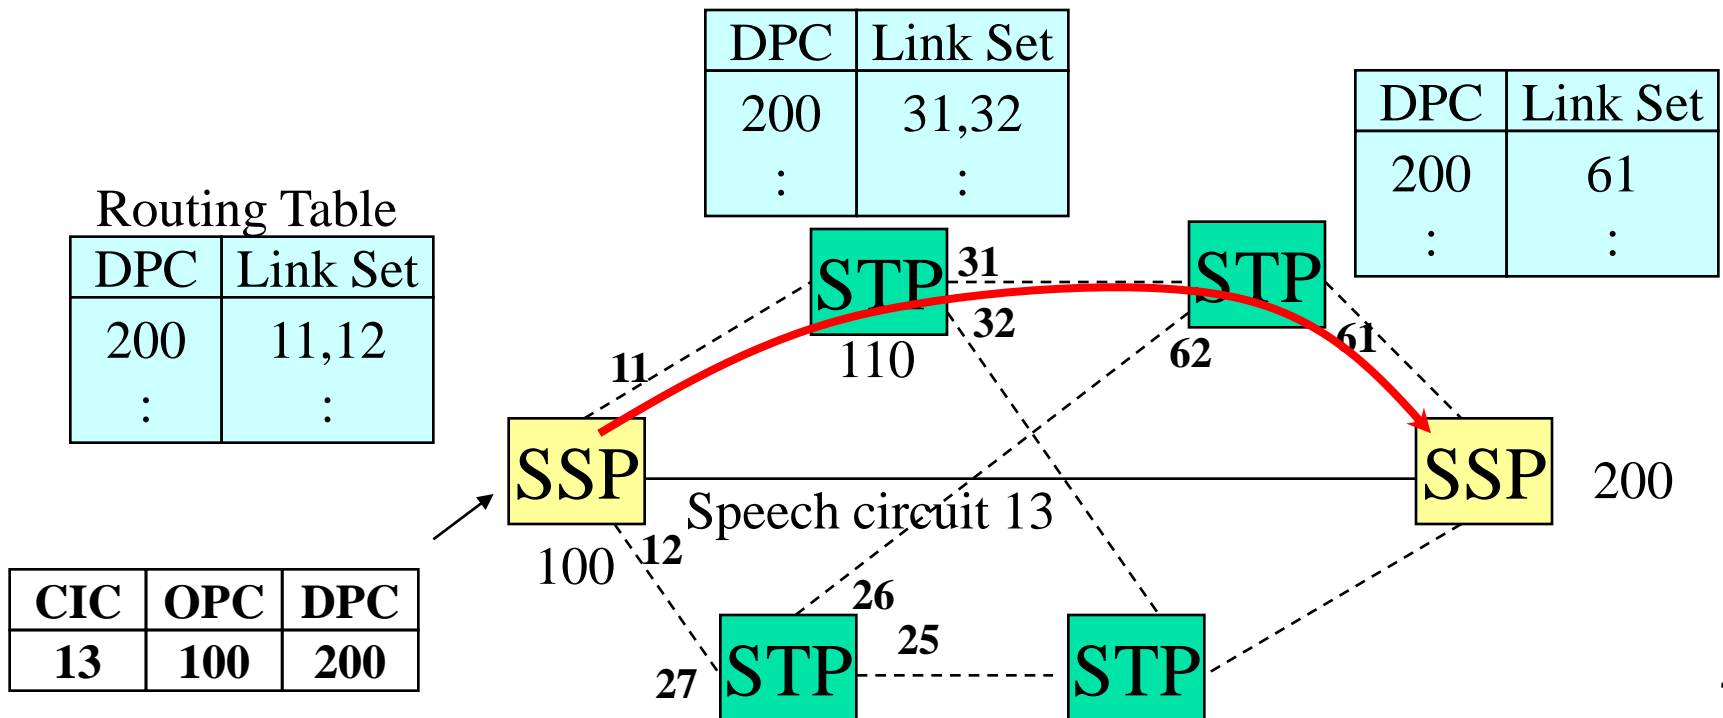 DPC Link Set
200 31,32
: :
DPC Link Set
200 61
: :
Routing Table
DPC Link Set
200 11,12
: :
STP
31
STP
32
110
62
61
11
SSP
SSP
200
Speech circuit 13
100
12
CIC OPC DPC
13 100 200
26
25
27
STP
STP